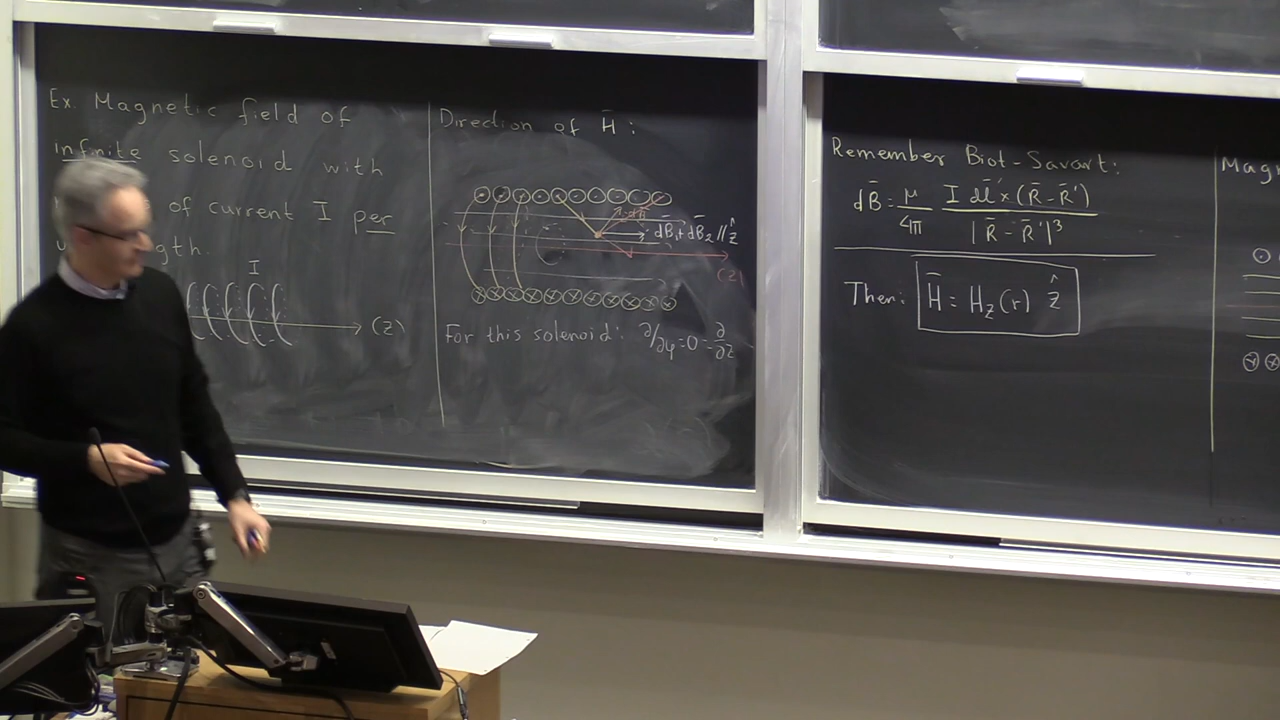 Ex. Magnetic field of
infinite solenoid with
of current I per
gth.
I
(Z)
Direction of H̄ :
dB̄₁+dB̄₂ // ẑ
(Z)
For this solenoid: ∂/∂φ=0=∂/∂z
Remember Biot-Savart:
dB̄ = μ/4π I dl̄'×(R̄-R̄')/|R̄-R̄'|³
Then: H̄ = H_z(r) ẑ
Magn